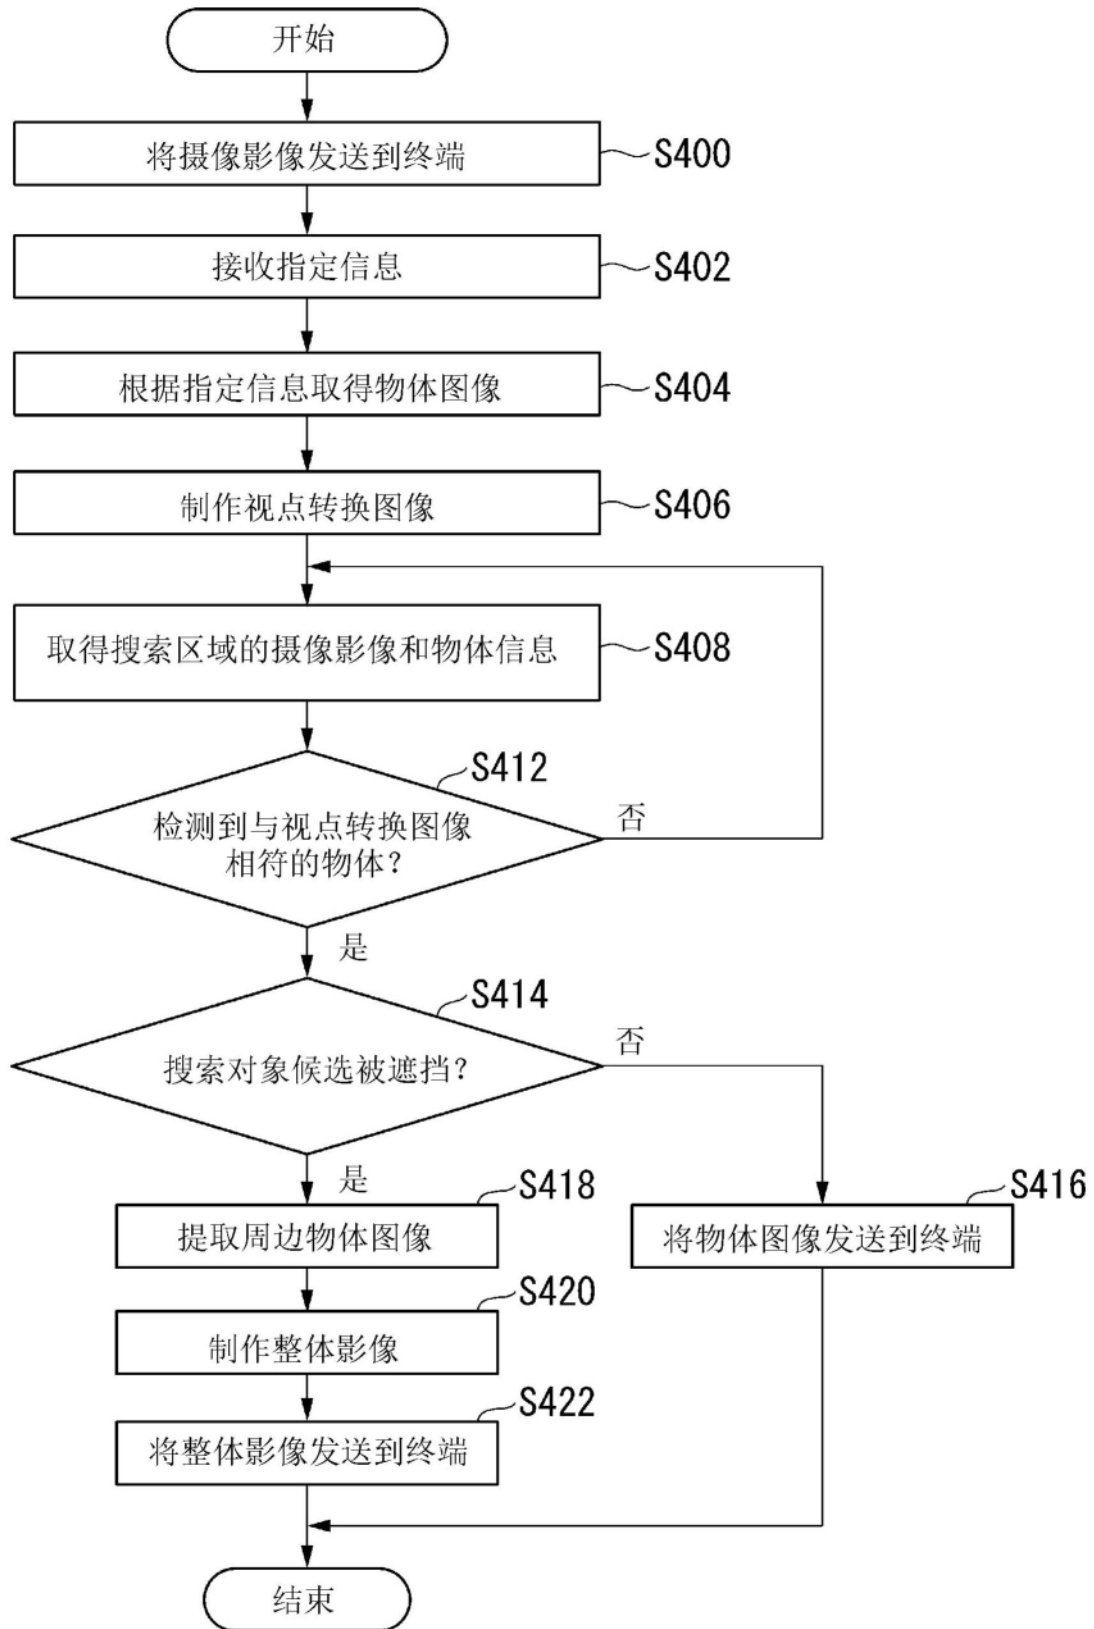 开始
将摄像影像发送到终端
S400
接收指定信息
S402
根据指定信息取得物体图像
S404
制作视点转换图像
S406
取得搜索区域的摄像影像和物体信息
S408
S412
检测到与视点转换图像
相符的物体？
否
是
S414
搜索对象候选被遮挡？
否
是
S418
提取周边物体图像
S416
将物体图像发送到终端
S420
制作整体影像
S422
将整体影像发送到终端
结束